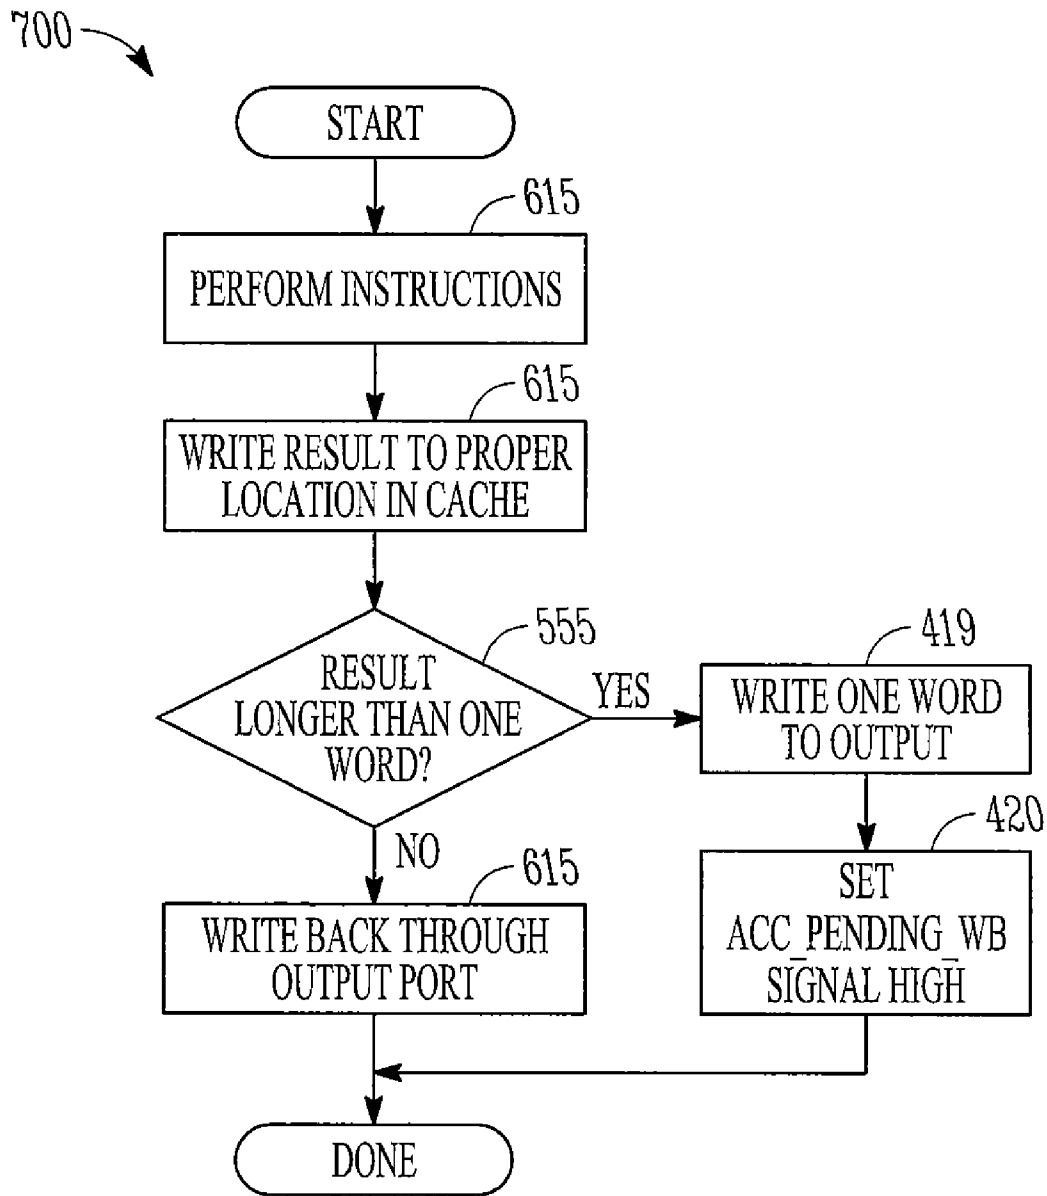 700
START
615
PERFORM INSTRUCTIONS
615
WRITE RESULT TO PROPER
LOCATION IN CACHE
555
RESULT
LONGER THAN ONE
WORD?
YES
419
WRITE ONE WORD
TO OUTPUT
NO
420
SET
ACC_PENDING_WB
SIGNAL HIGH
615
WRITE BACK THROUGH
OUTPUT PORT
DONE